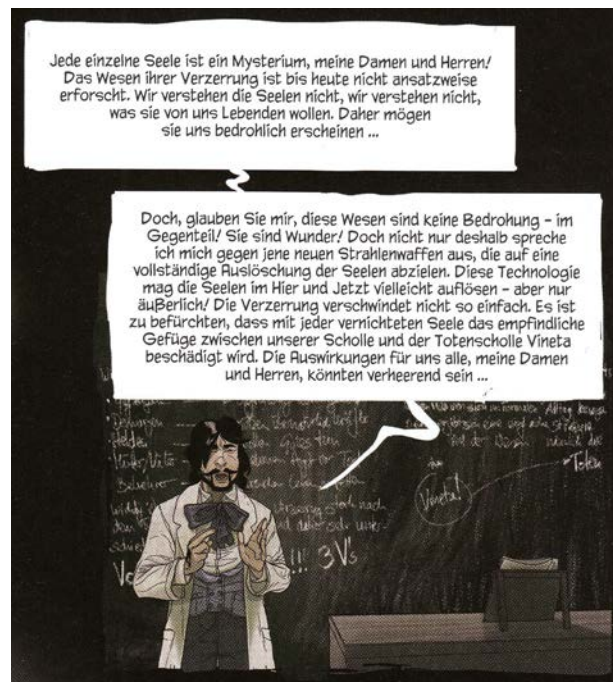 Jede einzelne Seele ist ein Mysterium, meine Damen und Herren!
Das Wesen ihrer Verzerrung ist bis heute nicht ansatzweise
erforscht. Wir verstehen die Seelen nicht, wir verstehen nicht,
was sie von uns Lebenden wollen. Daher mögen
sie uns bedrohlich erscheinen ...
Doch, glauben Sie mir, diese Wesen sind keine Bedrohung – im
Gegenteil! Sie sind Wunder! Doch nicht nur deshalb spreche
ich mich gegen jene neuen Strahlenwaffen aus, die auf eine
vollständige Auslöschung der Seelen abzielen. Diese Technologie
mag die Seelen im Hier und Jetzt vielleicht auflösen – aber nur
äußerlich! Die Verzerrung verschwindet nicht so einfach. Es ist
zu befürchten, dass mit jeder vernichteten Seele das empfindliche
Gefüge zwischen unserer Scholle und der Totenscholle Vineta
beschädigt wird. Die Auswirkungen für uns alle, meine Damen
und Herren, könnten verheerend sein ...
Vineta!
Toten
!!! 3 V's